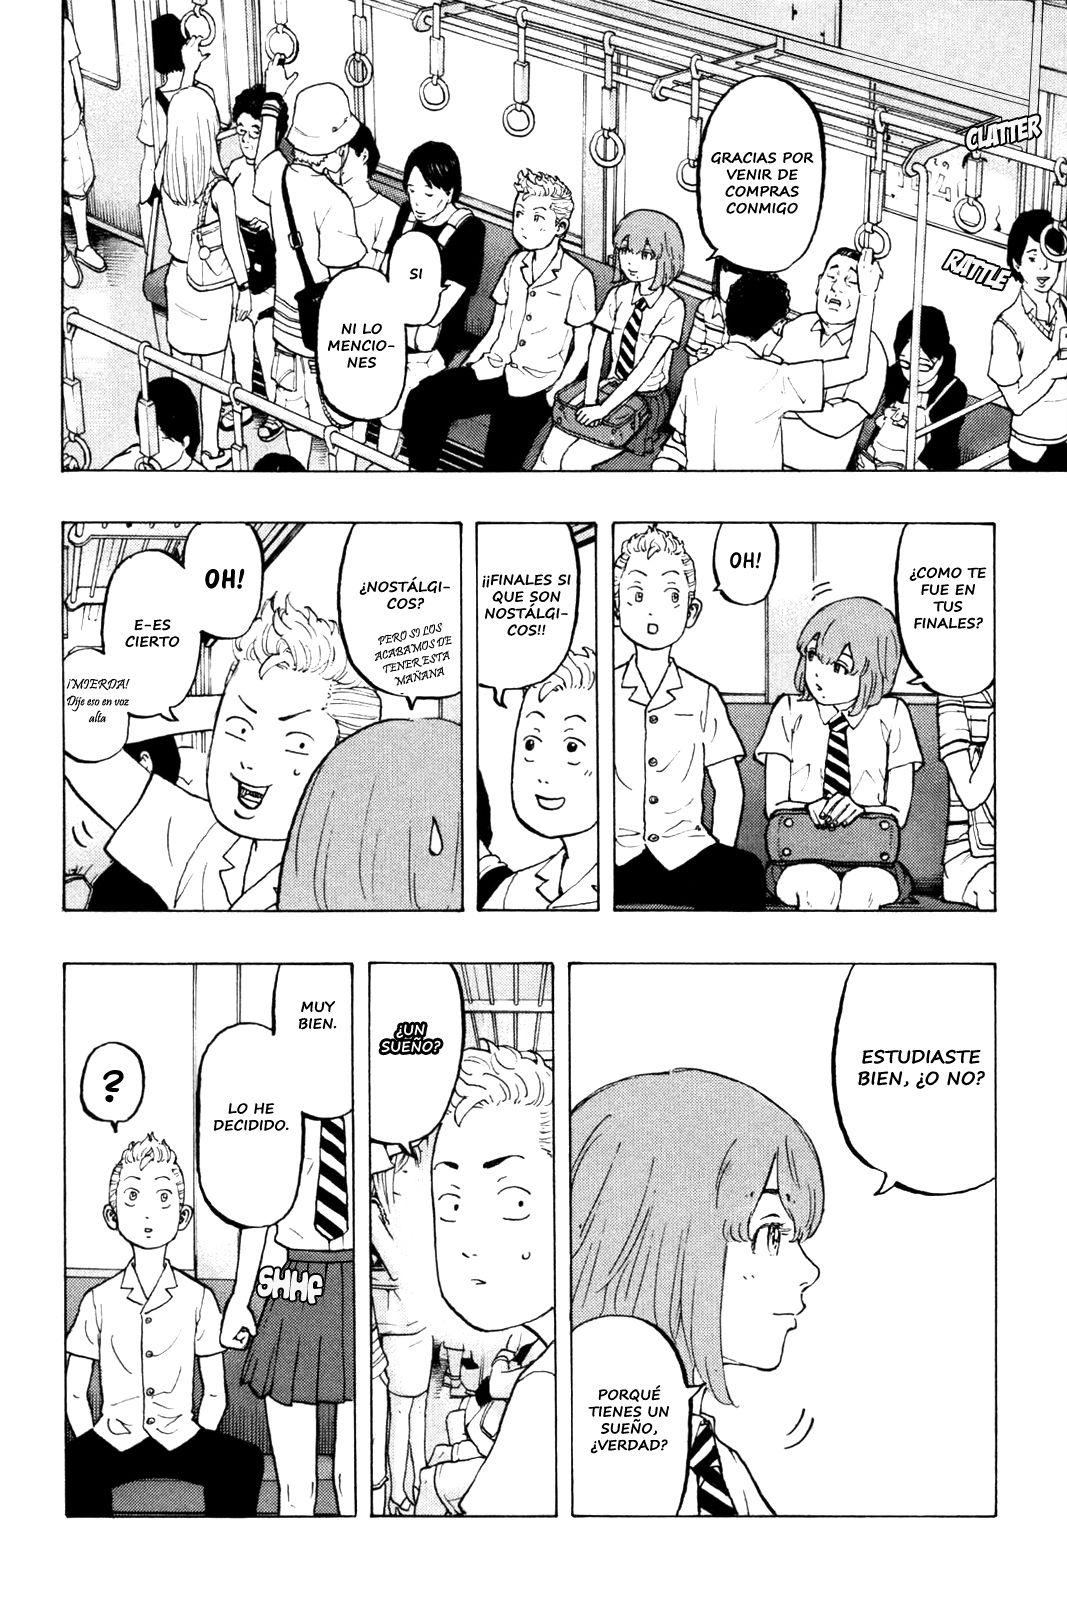 GRACIAS POR
VENIR DE
COMPRAS
CONMIGO
CLATTER
RATTLE
SI
NI LO
MENCIO-
NES
¿COMO TE
FUE EN
TUS
FINALES?
OH!
¡¡FINALES SI
QUE SON
NOSTÁLGI-
COS!!
¿NOSTÁLGI-
COS?
PERO SI LOS
ACABAMOS DE
TENER ESTA
MAÑANA
OH!
E-ES
CIERTO
¡MIERDA!
Dije eso en voz
alta
ESTUDIASTE
BIEN, ¿O NO?
PORQUÉ
TIENES UN
SUEÑO,
¿VERDAD?
¿UN
SUEÑO?
MUY
BIEN.
LO HE
DECIDIDO.
SHHF
?